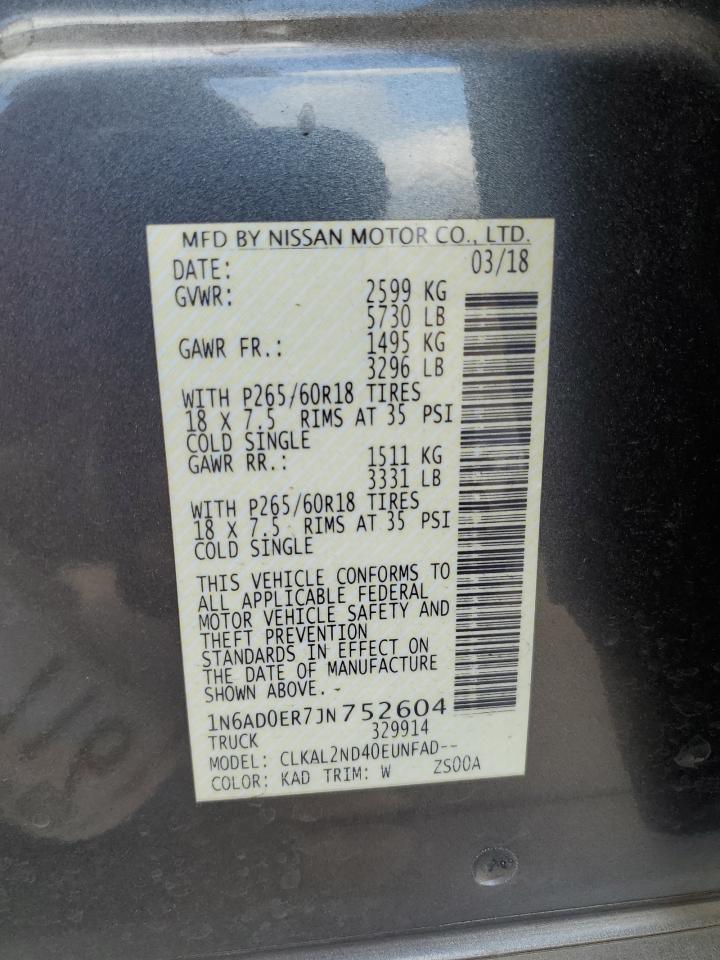 MFD BY NISSAN MOTOR CO., LTD.
DATE: 03/18
GVWR: 2599 KG
5730 LB
GAWR FR.: 1495 KG
3296 LB
WITH P265/60R18 TIRES
18 X 7.5 RIMS AT 35 PSI
COLD SINGLE
GAWR RR.: 1511 KG
3331 LB
WITH P265/60R18 TIRES
18 X 7.5 RIMS AT 35 PSI
COLD SINGLE
THIS VEHICLE CONFORMS TO
ALL APPLICABLE FEDERAL
MOTOR VEHICLE SAFETY AND
THEFT PREVENTION
STANDARDS IN EFFECT ON
THE DATE OF MANUFACTURE
SHOWN ABOVE.
1N6AD0ER7JN752604
TRUCK 329914
MODEL: CLKAL2ND40EUNFAD--
COLOR: KAD TRIM: W ZS00A